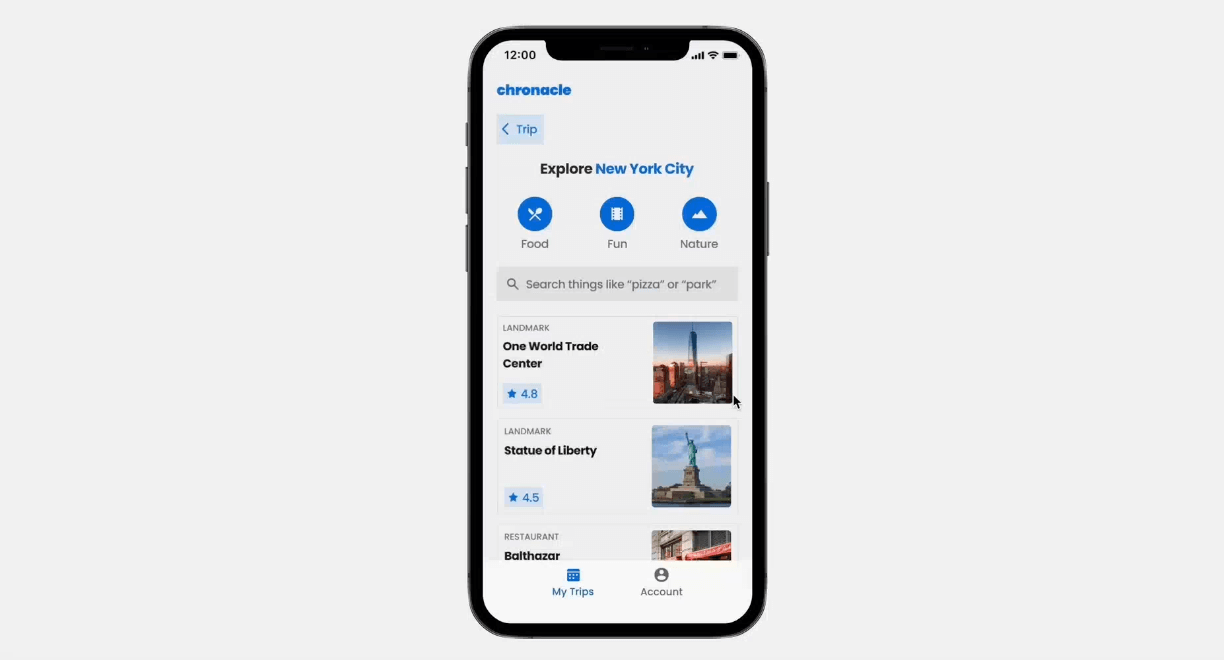 12:00
chronacle
Trip
Explore New York City
Food
Fun
Nature
Search things like “pizza” or “park”
LANDMARK
One World Trade
Center
4.8
LANDMARK
Statue of Liberty
4.5
RESTAURANT
Balthazar
My Trips
Account